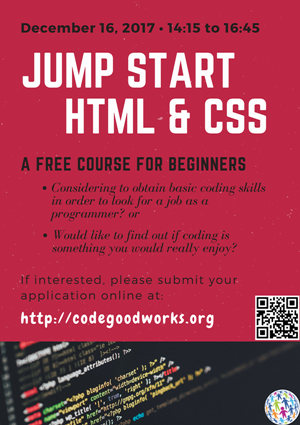 December 16, 2017 • 14:15 to 16:45
JUMP START
HTML & CSS
A FREE COURSE FOR BEGINNERS
• Considering to obtain basic coding skills
in order to look for a job as a
programmer? or
• Would like to find out if coding is
something you would really enjoy?
If interested, please submit your
application online at:
http://codegoodworks.org